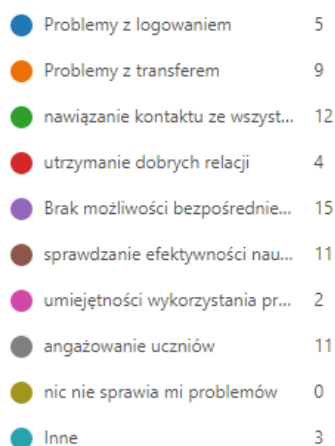 Problemy z logowaniem 5
Problemy z transferem 9
nawiązanie kontaktu ze wszyst... 12
utrzymanie dobrych relacji 4
Brak możliwości bezpośrednie... 15
sprawdzanie efektywności nau... 11
umiejętności wykorzystania pr... 2
angażowanie uczniów 11
nic nie sprawia mi problemów 0
Inne 3